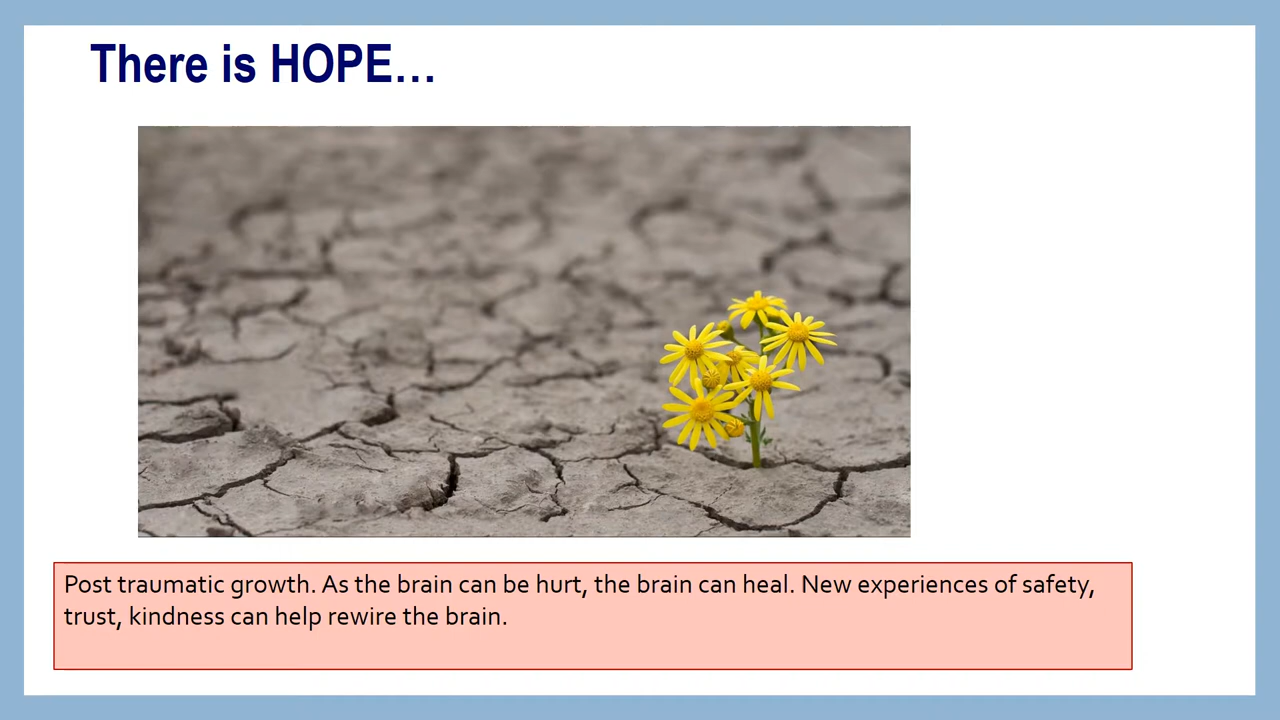 There is HOPE...
Post traumatic growth. As the brain can be hurt, the brain can heal. New experiences of safety,
trust, kindness can help rewire the brain.